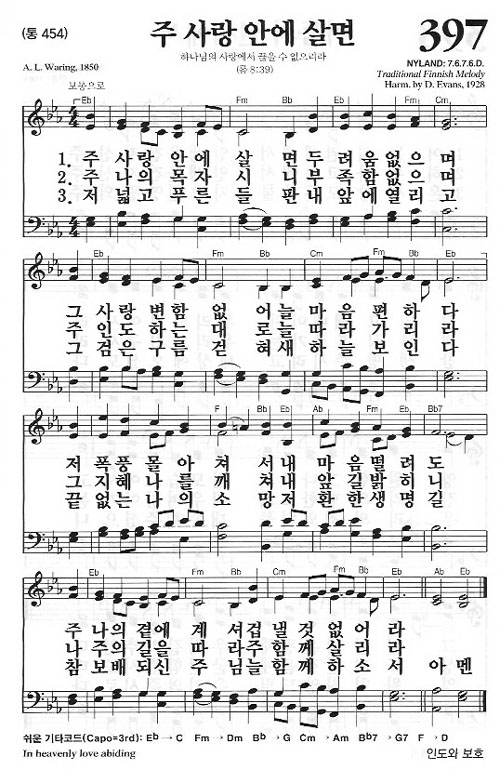 (통 454)
주 사랑 안에 살면
397
하나님의 사랑에서 끊을 수 없으리라
(롬 8:39)
A. L. Waring, 1850
NYLAND: 7.6.7.6.D.
Traditional Finnish Melody
Harm. by D. Evans, 1928
보통으로
Eb Fm Bb Eb Fm Cm
1. 주 사 랑 안 에 살 면 두 려 움 없 으 며
2. 주 나 의 목 자 시 니 부 족 함 없 으 며
3. 저 넓 고 푸 른 들 판 내 앞 에 열 리 고
Eb Fm Bb Cm Fm Bb Eb
그 사 랑 변 함 없 어 늘 마 음 편 하 다
주 인 도 하 는 대 로 늘 따 라 가 리 라
그 검 은 구 름 걷 혀 새 하 늘 보 인 다
F Bb Eb Ab Fm Eb Bb7
저 폭 풍 몰 아 쳐 서 내 마 음 떨 려 도
그 지 혜 나 를 깨 쳐 내 앞 길 밝 히 니
끝 없 는 나 의 소 망 저 환 한 생 명 길
Eb Fm Bb Cm Fm Bb Eb Ab Eb
주 나 의 곁 에 계 셔 겁 낼 것 없 어 라
나 주 의 길 을 따 라 주 함 께 살 리 라
참 보 배 되 신 주 님 늘 함 께 하 소 서 아 멘
쉬운 기타코드(Capo=3rd): Eb→C Fm→Dm Bb→G Cm→Am Bb7→G7 F→D
In heavenly love abiding
인도와 보호